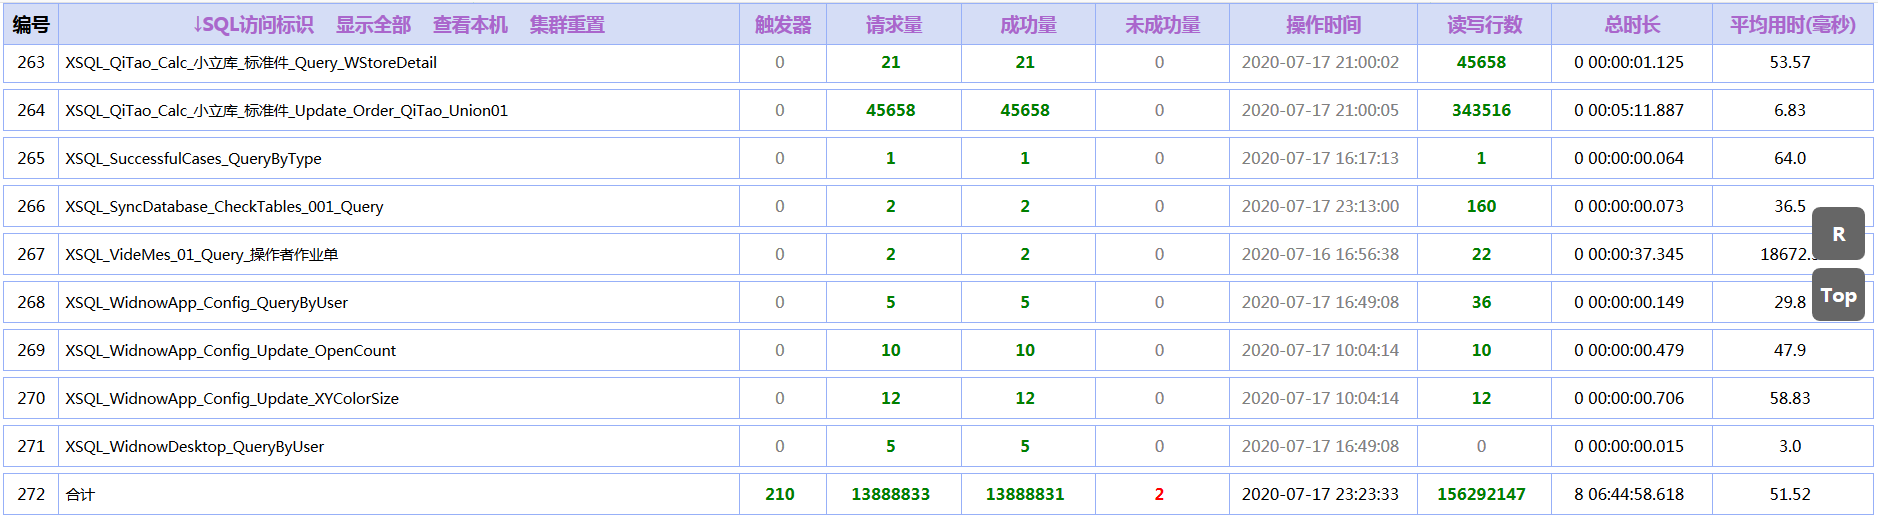 编号 ↓SQL访问标识 显示全部 查看本机 集群重置 触发器 请求量 成功量 未成功量 操作时间 读写行数 总时长 平均用时(毫秒)
263 XSQL_QiTao_Calc_小立库_标准件_Query_WStoreDetail 0 21 21 0 2020-07-17 21:00:02 45658 0 00:00:01.125 53.57
264 XSQL_QiTao_Calc_小立库_标准件_Update_Order_QiTao_Union01 0 45658 45658 0 2020-07-17 21:00:05 343516 0 00:05:11.887 6.83
265 XSQL_SuccessfulCases_QueryByType 0 1 1 0 2020-07-17 16:17:13 1 0 00:00:00.064 64.0
266 XSQL_SyncDatabase_CheckTables_001_Query 0 2 2 0 2020-07-17 23:13:00 160 0 00:00:00.073 36.5
R
267 XSQL_VideMes_01_Query_操作者作业单 0 2 2 0 2020-07-16 16:56:38 22 0 00:00:37.345 18672.
268 XSQL_WidnowApp_Config_QueryByUser 0 5 5 0 2020-07-17 16:49:08 36 0 00:00:00.149 29.8
Top
269 XSQL_WidnowApp_Config_Update_OpenCount 0 10 10 0 2020-07-17 10:04:14 10 0 00:00:00.479 47.9
270 XSQL_WidnowApp_Config_Update_XYColorSize 0 12 12 0 2020-07-17 10:04:14 12 0 00:00:00.706 58.83
271 XSQL_WidnowDesktop_QueryByUser 0 5 5 0 2020-07-17 16:49:08 0 0 00:00:00.015 3.0
272 合计 210 13888833 13888831 2 2020-07-17 23:23:33 156292147 8 06:44:58.618 51.52